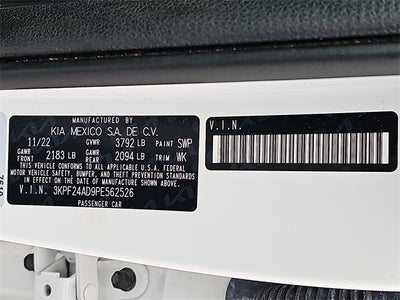 MFD BY
KIA MEXICO S.A. DE C.V.
11/22 GVWR 3792 LB PAINT SWP
GAWR FRONT 2183 LB GAWR REAR 2094 LB TRIM WK
THIS VEHICLE CONFORMS TO ALL APPLICABLE U.S.A. FEDERAL
MOTOR VEHICLE SAFETY, BUMPER, AND THEFT PREVENTION STANDARDS
IN EFFECT ON THE DATE OF MANUFACTURE SHOWN ABOVE.
V.I.N. 3KPF24AD9PE562526
PASSENGER CAR
V.I.N.